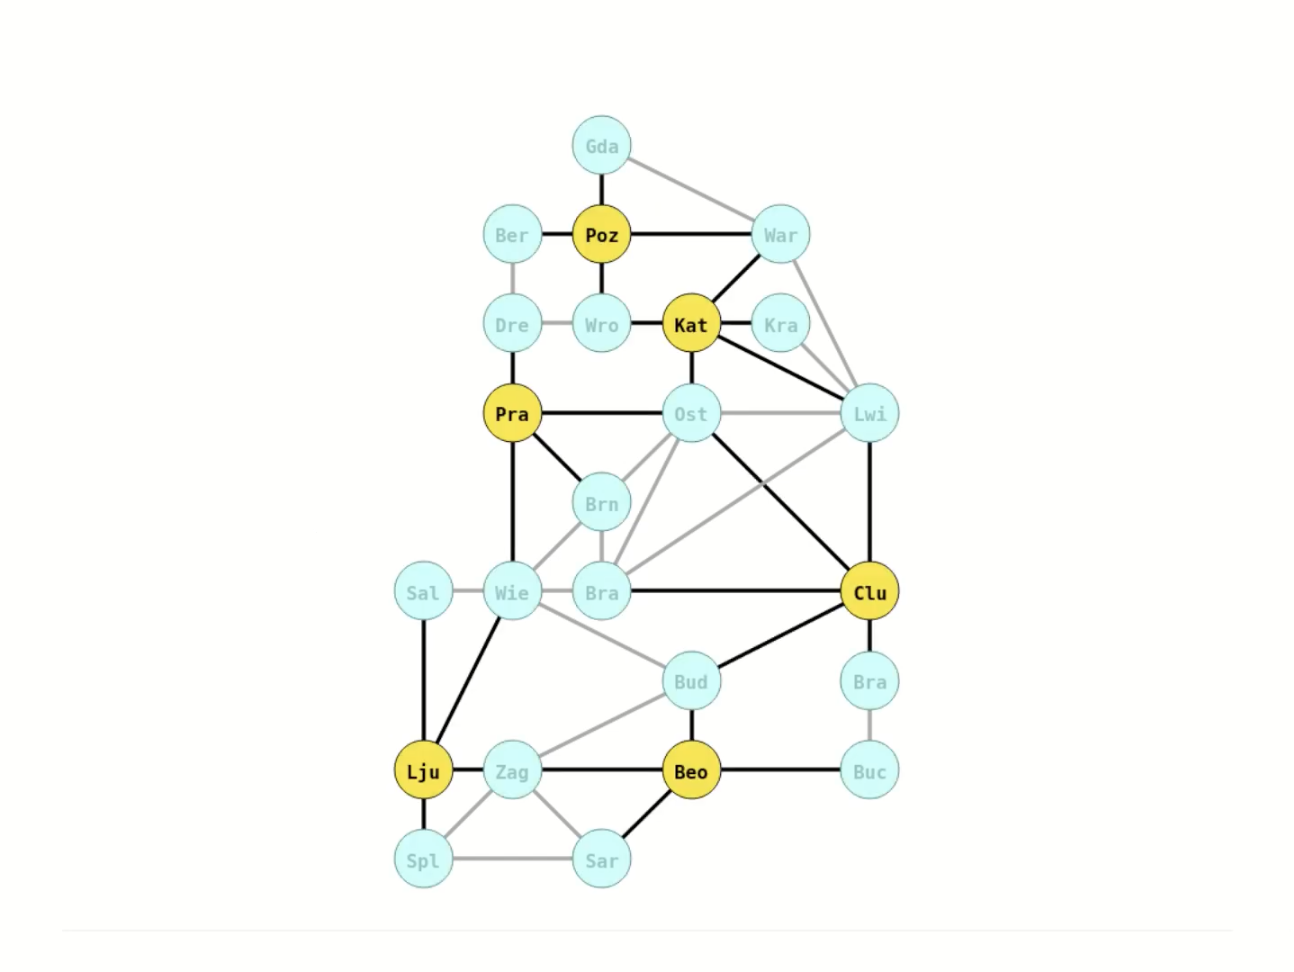 Gda
Ber Poz War
Dre Wro Kat Kra
Pra Ost Lwi
Brn
Sal Wie Bra Clu
Bud Bra
Lju Zag Beo Buc
Spl Sar